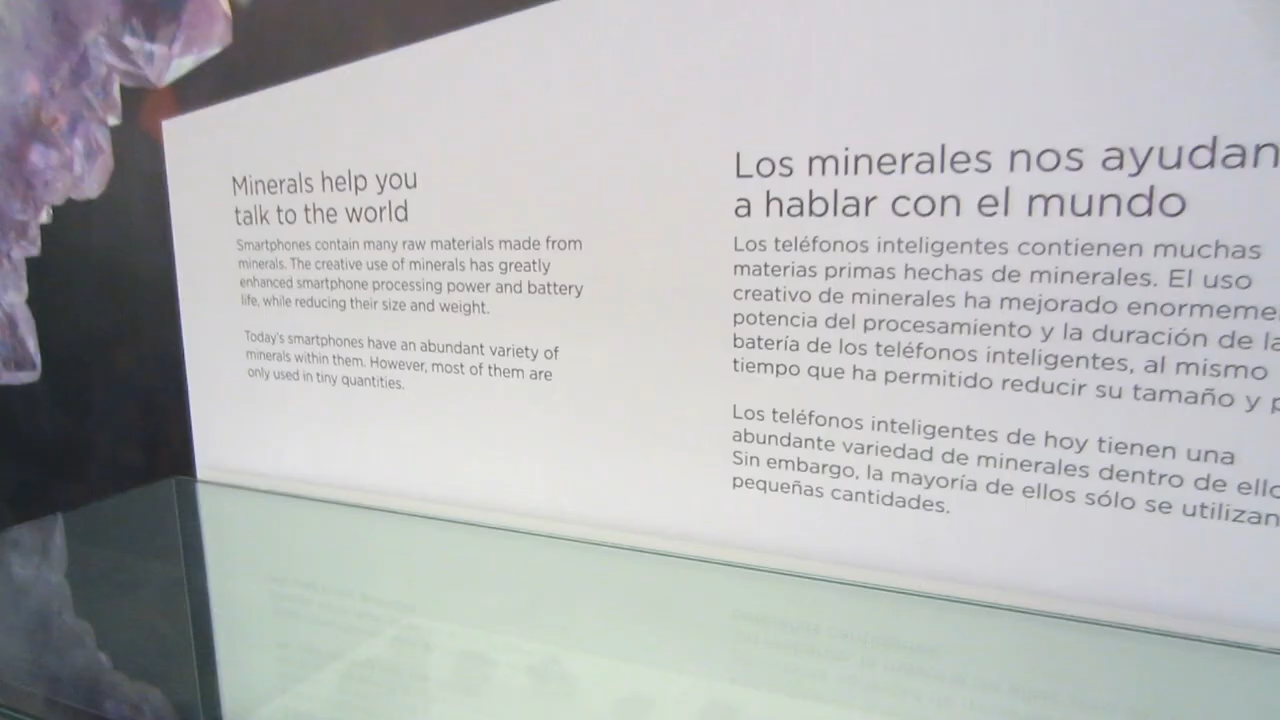 Minerals help you
talk to the world
Smartphones contain many raw materials made from
minerals. The creative use of minerals has greatly
enhanced smartphone processing power and battery
life, while reducing their size and weight.
Today's smartphones have an abundant variety of
minerals within them. However, most of them are
only used in tiny quantities.
Los minerales nos ayudan
a hablar con el mundo
Los teléfonos inteligentes contienen muchas
materias primas hechas de minerales. El uso
creativo de minerales ha mejorado enormeme
potencia del procesamiento y la duración de la
batería de los teléfonos inteligentes, al mismo
tiempo que ha permitido reducir su tamaño y p
Los teléfonos inteligentes de hoy tienen una
abundante variedad de minerales dentro de ello
Sin embargo, la mayoría de ellos sólo se utilizan
pequeñas cantidades.